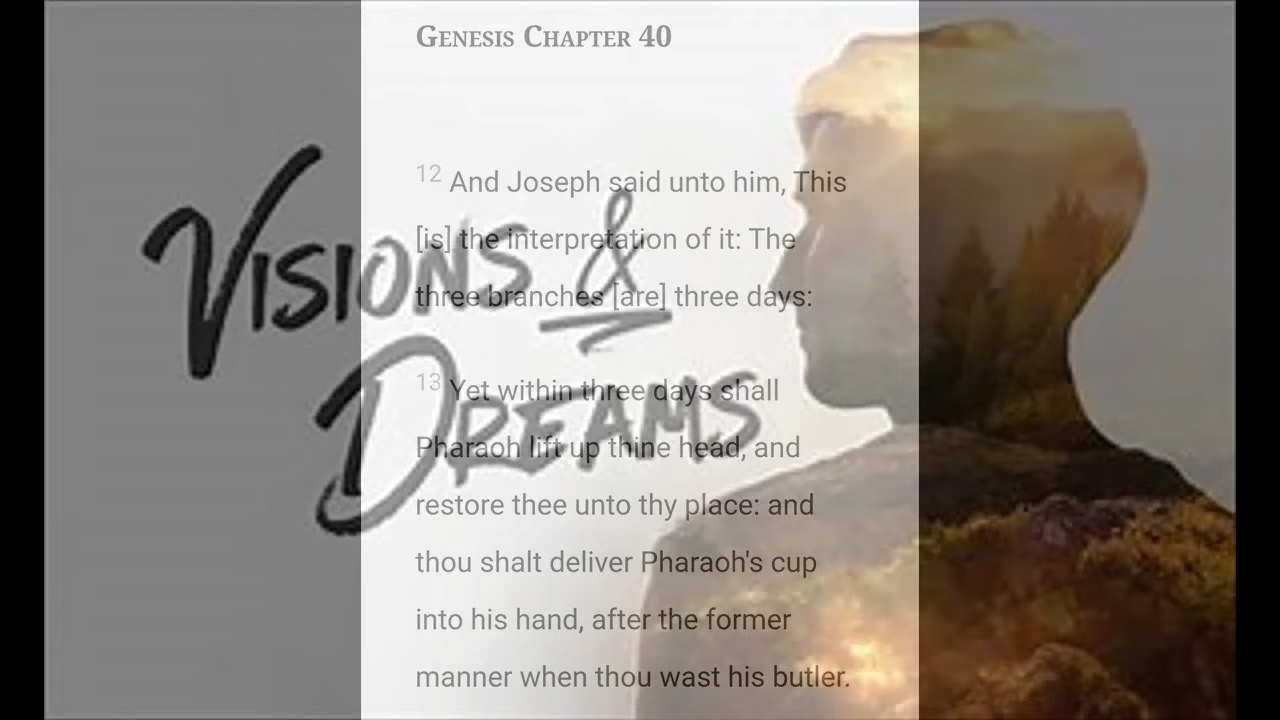 GENESIS CHAPTER 40
12 And Joseph said unto him, This
[is] the interpretation of it: The
three branches [are] three days:
13 Yet within three days shall
Pharaoh lift up thine head, and
restore thee unto thy place: and
thou shalt deliver Pharaoh's cup
into his hand, after the former
manner when thou wast his butler.
VISIONS &
DREAMS